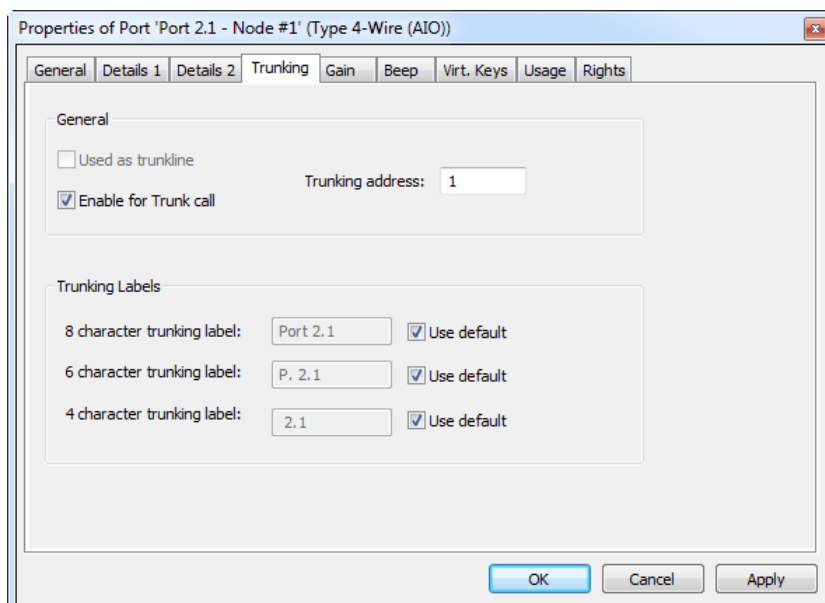 Properties of Port 'Port 2.1 - Node #1' (Type 4-Wire (AIO))
General Details 1 Details 2 Trunking Gain Beep Virt. Keys Usage Rights
General
Used as trunkline
Trunking address: 1
Enable for Trunk call
Trunking Labels
8 character trunking label: Port 2.1 Use default
6 character trunking label: P. 2.1 Use default
4 character trunking label: 2.1 Use default
OK Cancel Apply